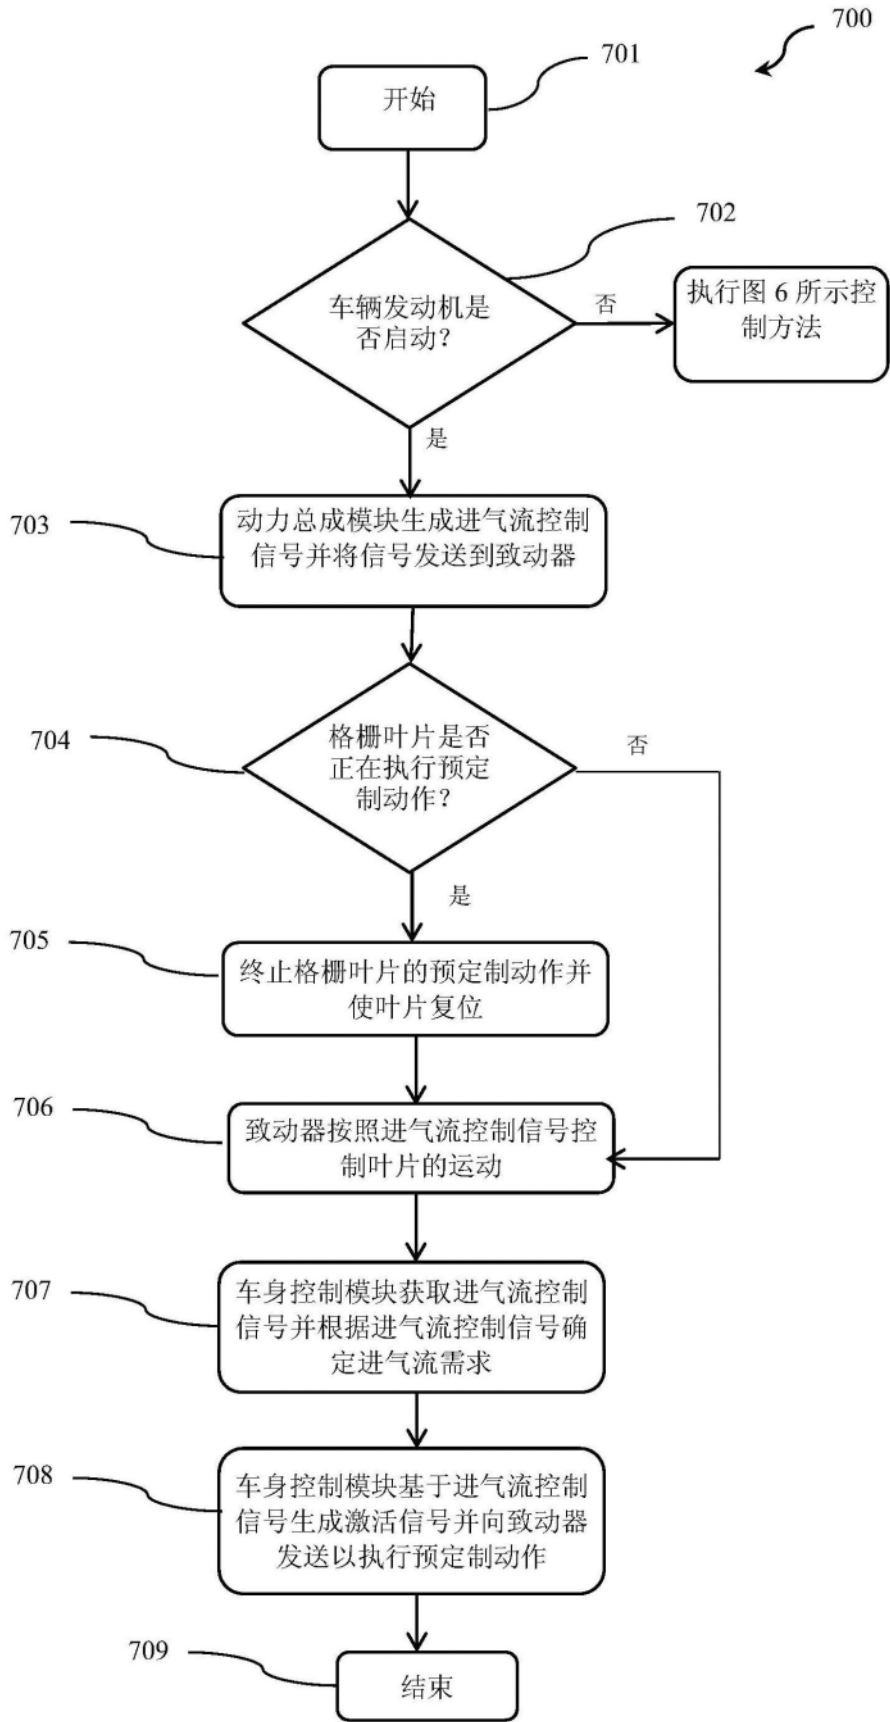 700
701
开始
702
车辆发动机是
否启动？
否
执行图 6 所示控
制方法
是
703
动力总成模块生成进气流控制
信号并将信号发送到致动器
704
格栅叶片是否
正在执行预定
制动作？
否
是
705
终止格栅叶片的预定制动作并
使叶片复位
706
致动器按照进气流控制信号控
制叶片的运动
707
车身控制模块获取进气流控制
信号并根据进气流控制信号确
定进气流需求
708
车身控制模块基于进气流控制
信号生成激活信号并向致动器
发送以执行预定制动作
709
结束